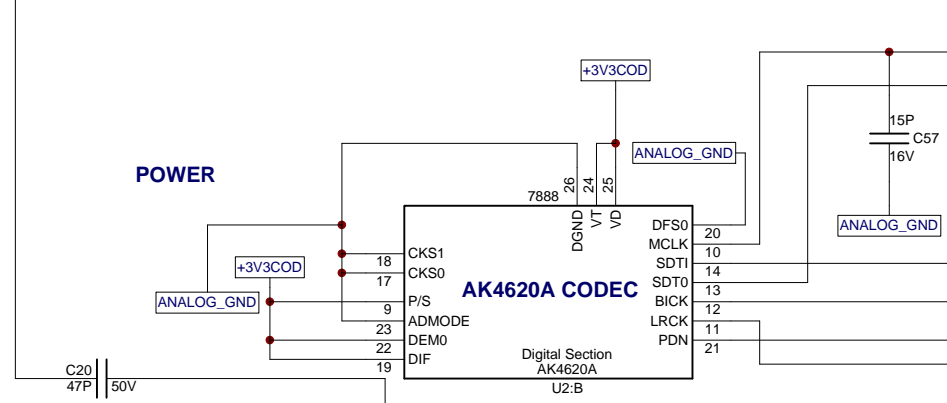 +3V3COD
15P
C57
16V
ANALOG_GND
POWER
26
24
25
7888
DGND
VT
VD
ANALOG_GND
DFS0
20
MCLK
10
SDTI
14
SDT0
13
BICK
12
LRCK
11
PDN
21
CKS1
18
CKS0
17
P/S
9
ADMODE
23
DEM0
22
DIF
19
+3V3COD
ANALOG_GND
AK4620A CODEC
Digital Section
AK4620A
U2:B
C20
47P
50V